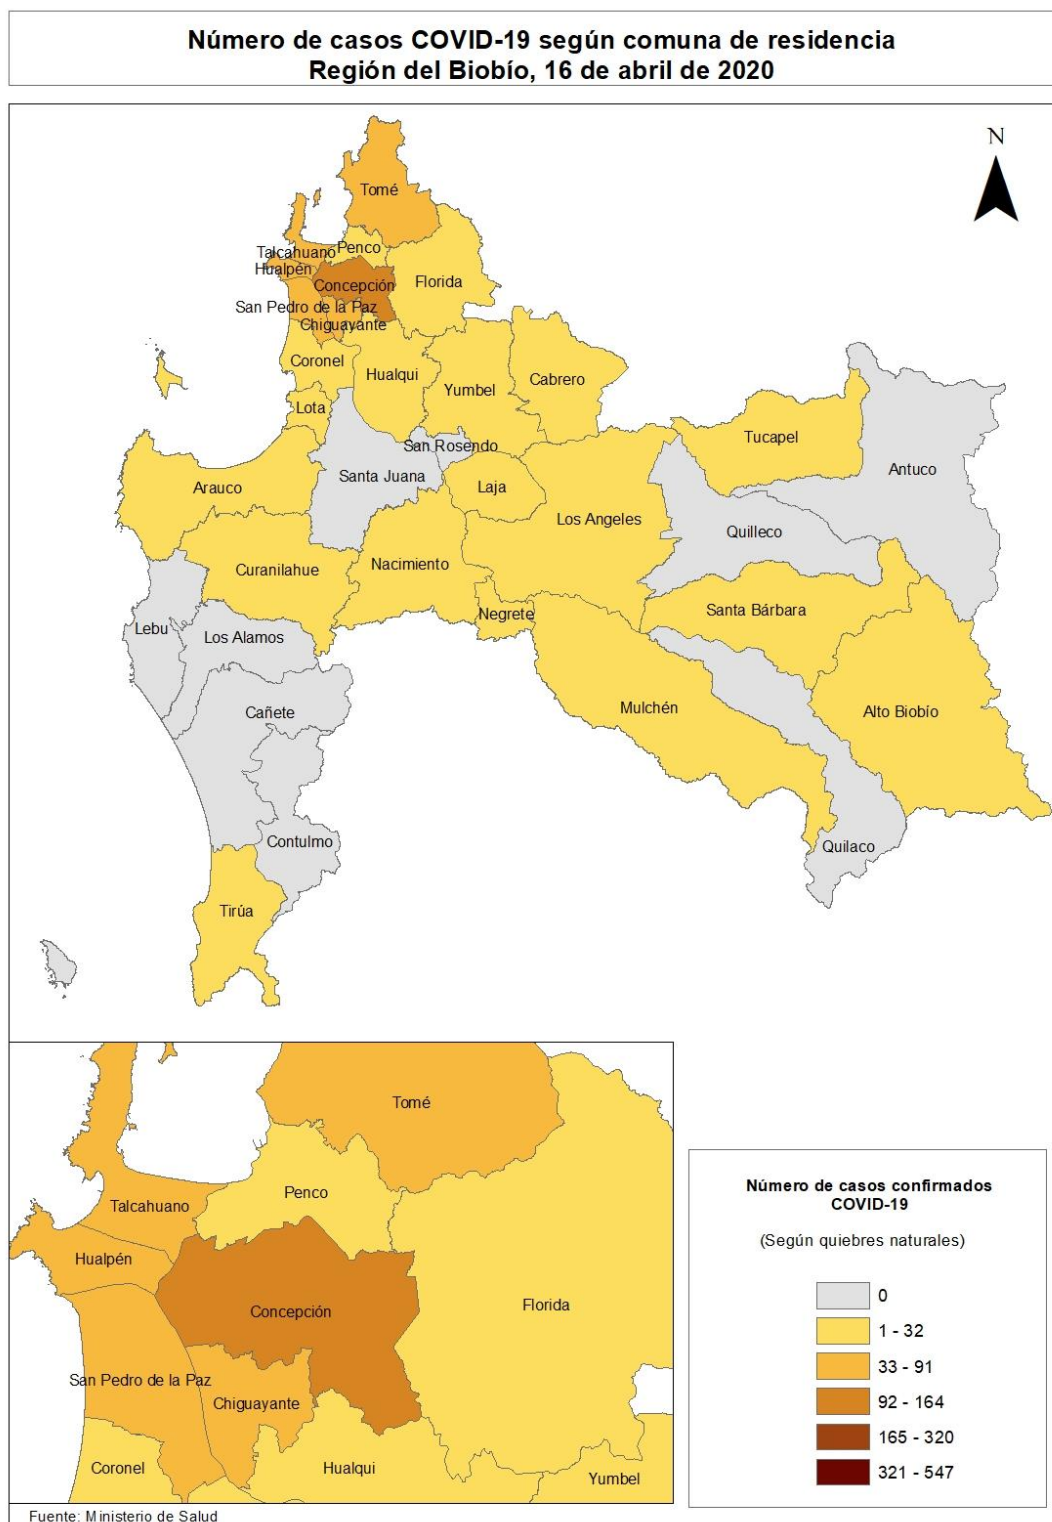 Número de casos COVID-19 según comuna de residencia
Región del Biobío, 16 de abril de 2020
N
Tomé
Penco
Talcahuano
Hualpén
Concepción
Florida
San Pedro de la Paz
Chiguayante
Coronel
Hualqui
Yumbel
Cabrero
Lota
San Rosendo
Tucapel
Santa Juana
Antuco
Arauco
Laja
Los Angeles
Quilleco
Curanilahue
Nacimiento
Negrete
Santa Bárbara
Lebu
Los Alamos
Cañete
Mulchén
Alto Biobío
Contulmo
Quilaco
Tirúa
Tomé
Penco
Talcahuano
Hualpén
Concepción
Florida
San Pedro de la Paz
Chiguayante
Coronel
Hualqui
Yumbel
Número de casos confirmados
COVID-19
(Según quiebres naturales)
0
1 - 32
33 - 91
92 - 164
165 - 320
321 - 547
Fuente: Ministerio de Salud